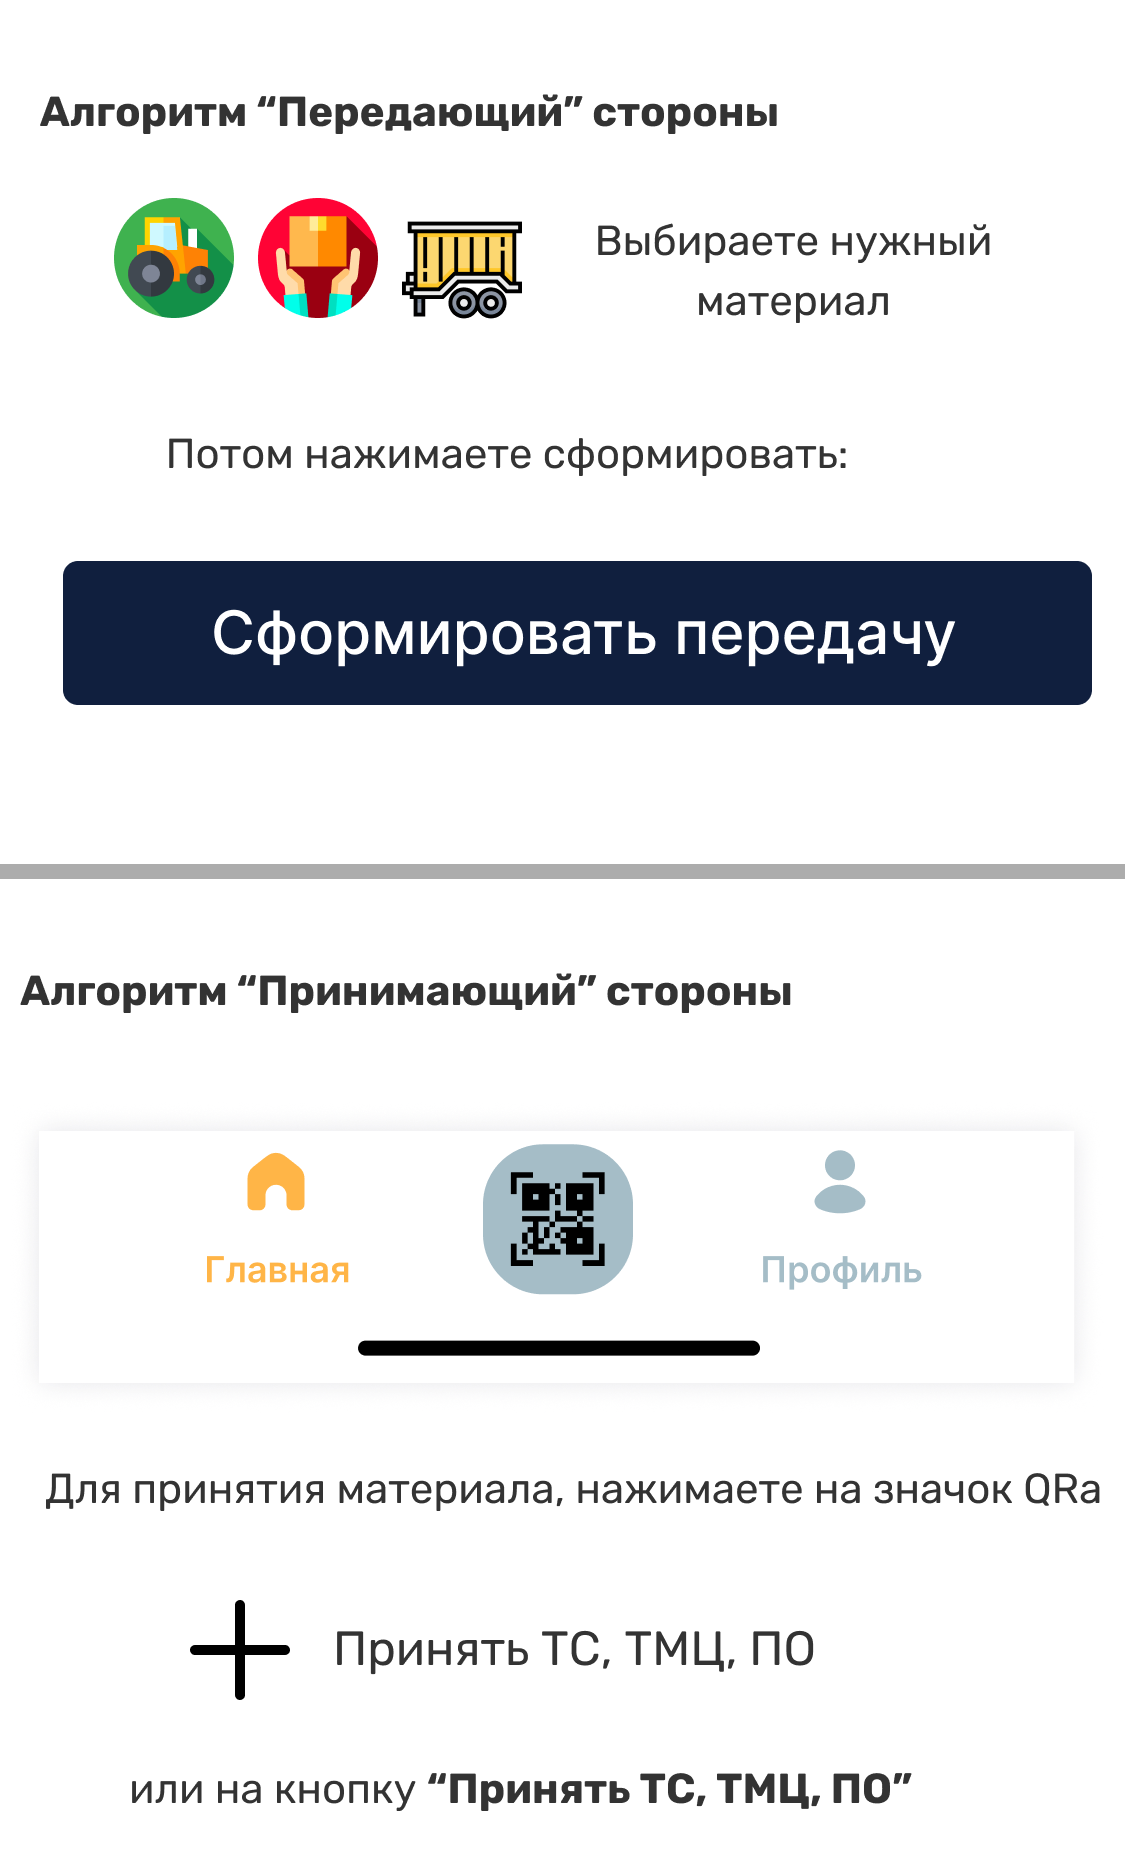 Алгоритм “Передающий” стороны
Выбираете нужный
материал
Потом нажимаете сформировать:
Сформировать передачу
Алгоритм “Принимающий” стороны
Главная
Профиль
Для принятия материала, нажимаете на значок QRа
Принять ТС, ТМЦ, ПО
или на кнопку “Принять ТС, ТМЦ, ПО”